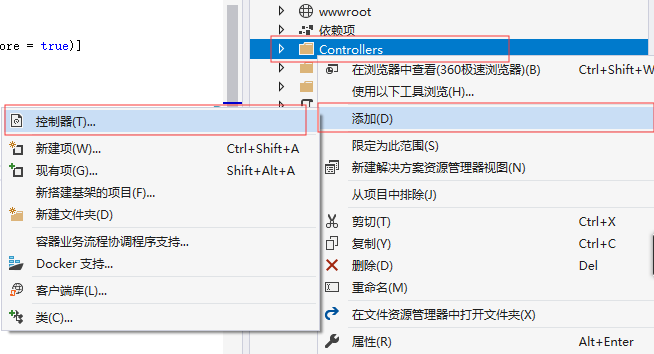 wwwroot
依赖项
ore = true)]
Controllers
在浏览器中查看(360极速浏览器)(B) Ctrl+Shift+W
使用以下工具浏览(H)...
添加(D)
限定为此范围(S)
新建解决方案资源管理器视图(N)
从项目中排除(J)
剪切(T) Ctrl+X
复制(Y) Ctrl+C
删除(D) Del
重命名(M)
在文件资源管理器中打开文件夹(X)
属性(R) Alt+Enter
控制器(T)...
新建项(W)... Ctrl+Shift+A
现有项(G)... Shift+Alt+A
新搭建基架的项目(F)...
新建文件夹(D)
容器业务流程协调程序支持...
Docker 支持...
客户端库(L)...
类(C)...